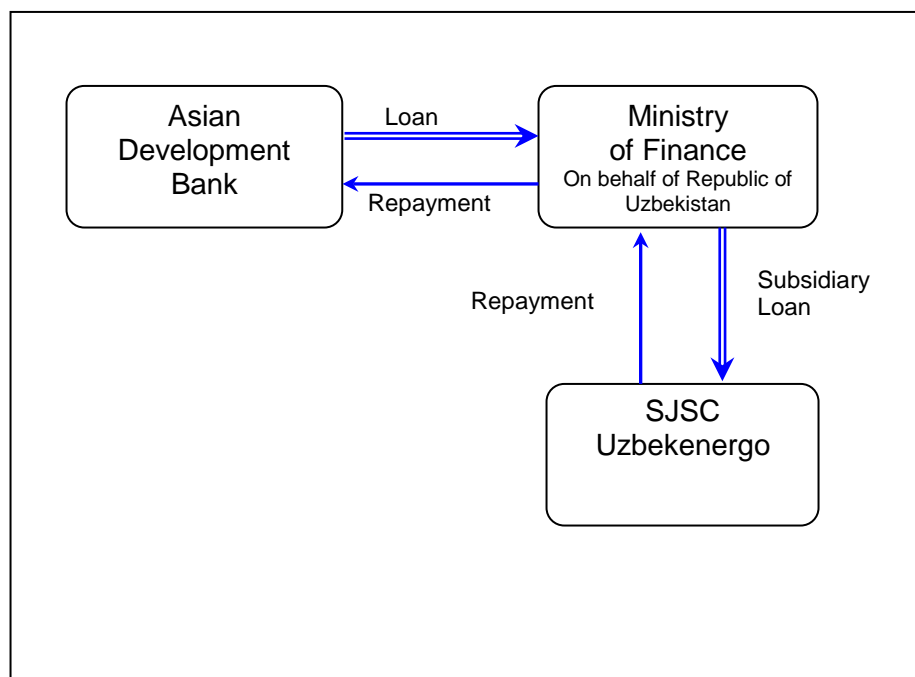 Asian
Development
Bank
Loan
Repayment
Ministry
of Finance
On behalf of Republic of
Uzbekistan
Repayment
Subsidiary
Loan
SJSC
Uzbekenergo